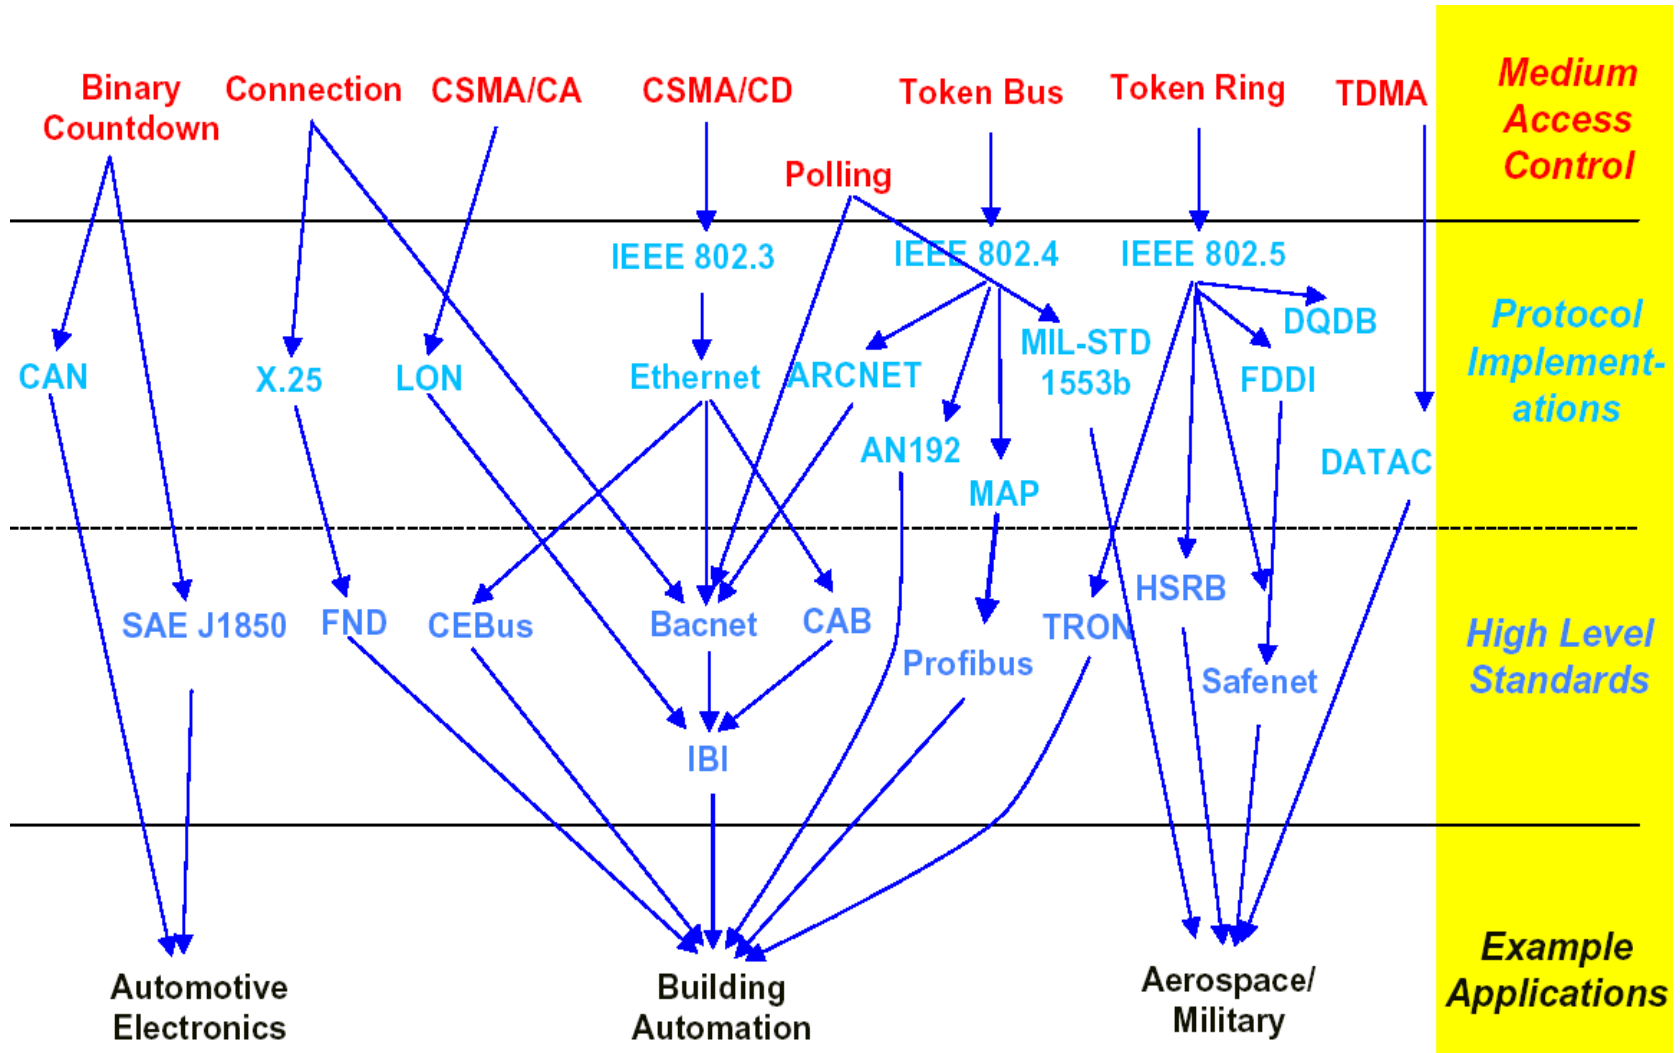 Binary
Countdown
Connection
CSMA/CA
CSMA/CD
Token Bus
Token Ring
TDMA
Polling
Medium
Access
Control
IEEE 802.3
IEEE 802.4
IEEE 802.5
DQDB
MIL-STD
1553b
CAN
X.25
LON
Ethernet
ARCNET
FDDI
AN192
MAP
DATAC
Protocol
Implement-
ations
SAE J1850
FND
CEBus
Bacnet
CAB
Profibus
TRON
HSRB
Safenet
IBI
High Level
Standards
Automotive
Electronics
Building
Automation
Aerospace/
Military
Example
Applications